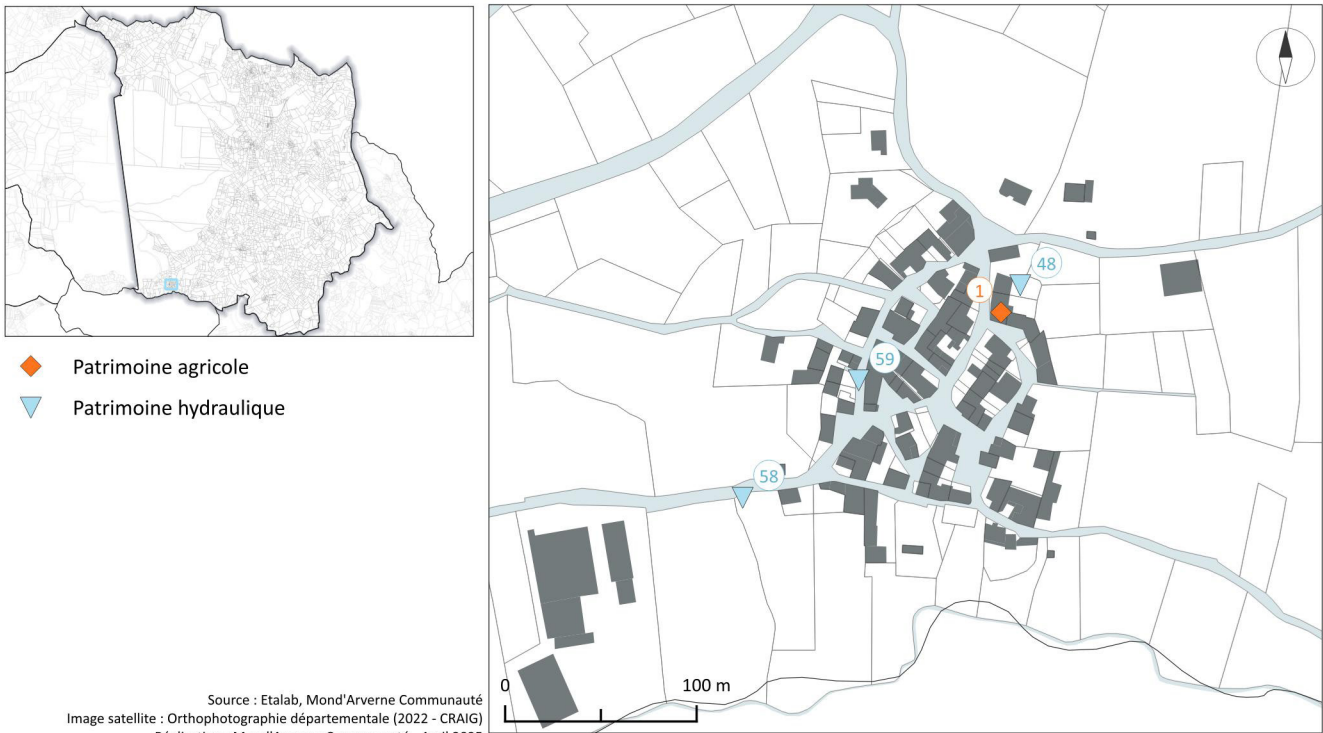 Patrimoine agricole
Patrimoine hydraulique
Source : Etalab, Mond'Arverne Communauté
Image satellite : Orthophotographie départementale (2022 - CRAIG)
48
1
59
58
0
100 m